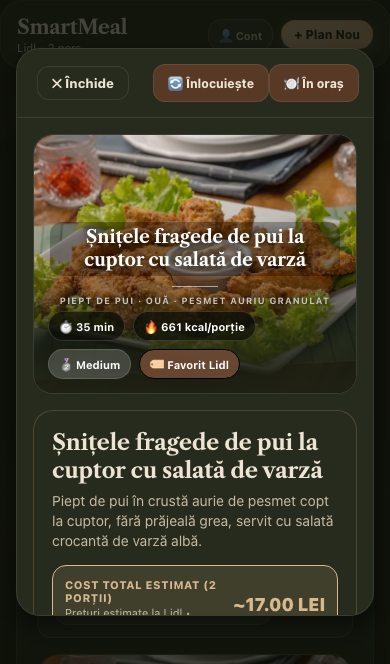 SmartMeal
Lidl · 2 pers
Cont
+ Plan Nou
× Închide
Înlocuiește
În oraș
Șnițele fragede de pui la
cuptor cu salată de varză
PIEPT DE PUI · OUĂ · PESMET AURIU GRANULAT
35 min
661 kcal/porție
Medium
Favorit Lidl
Șnițele fragede de pui la
cuptor cu salată de varză
Piept de pui în crustă aurie de pesmet copt
la cuptor, fără prăjeală grea, servit cu salată
crocantă de varză albă.
COST TOTAL ESTIMAT (2
PORȚII)
~17.00 LEI
Prețuri estimate la Lidl •